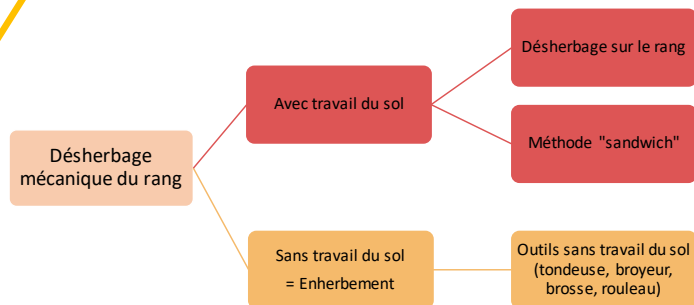 Désherbage
mécanique du rang
Avec travail du sol
Désherbage sur le rang
Méthode "sandwich"
Sans travail du sol
= Enherbement
Outils sans travail du sol
(tondeuse, broyeur,
brosse, rouleau)